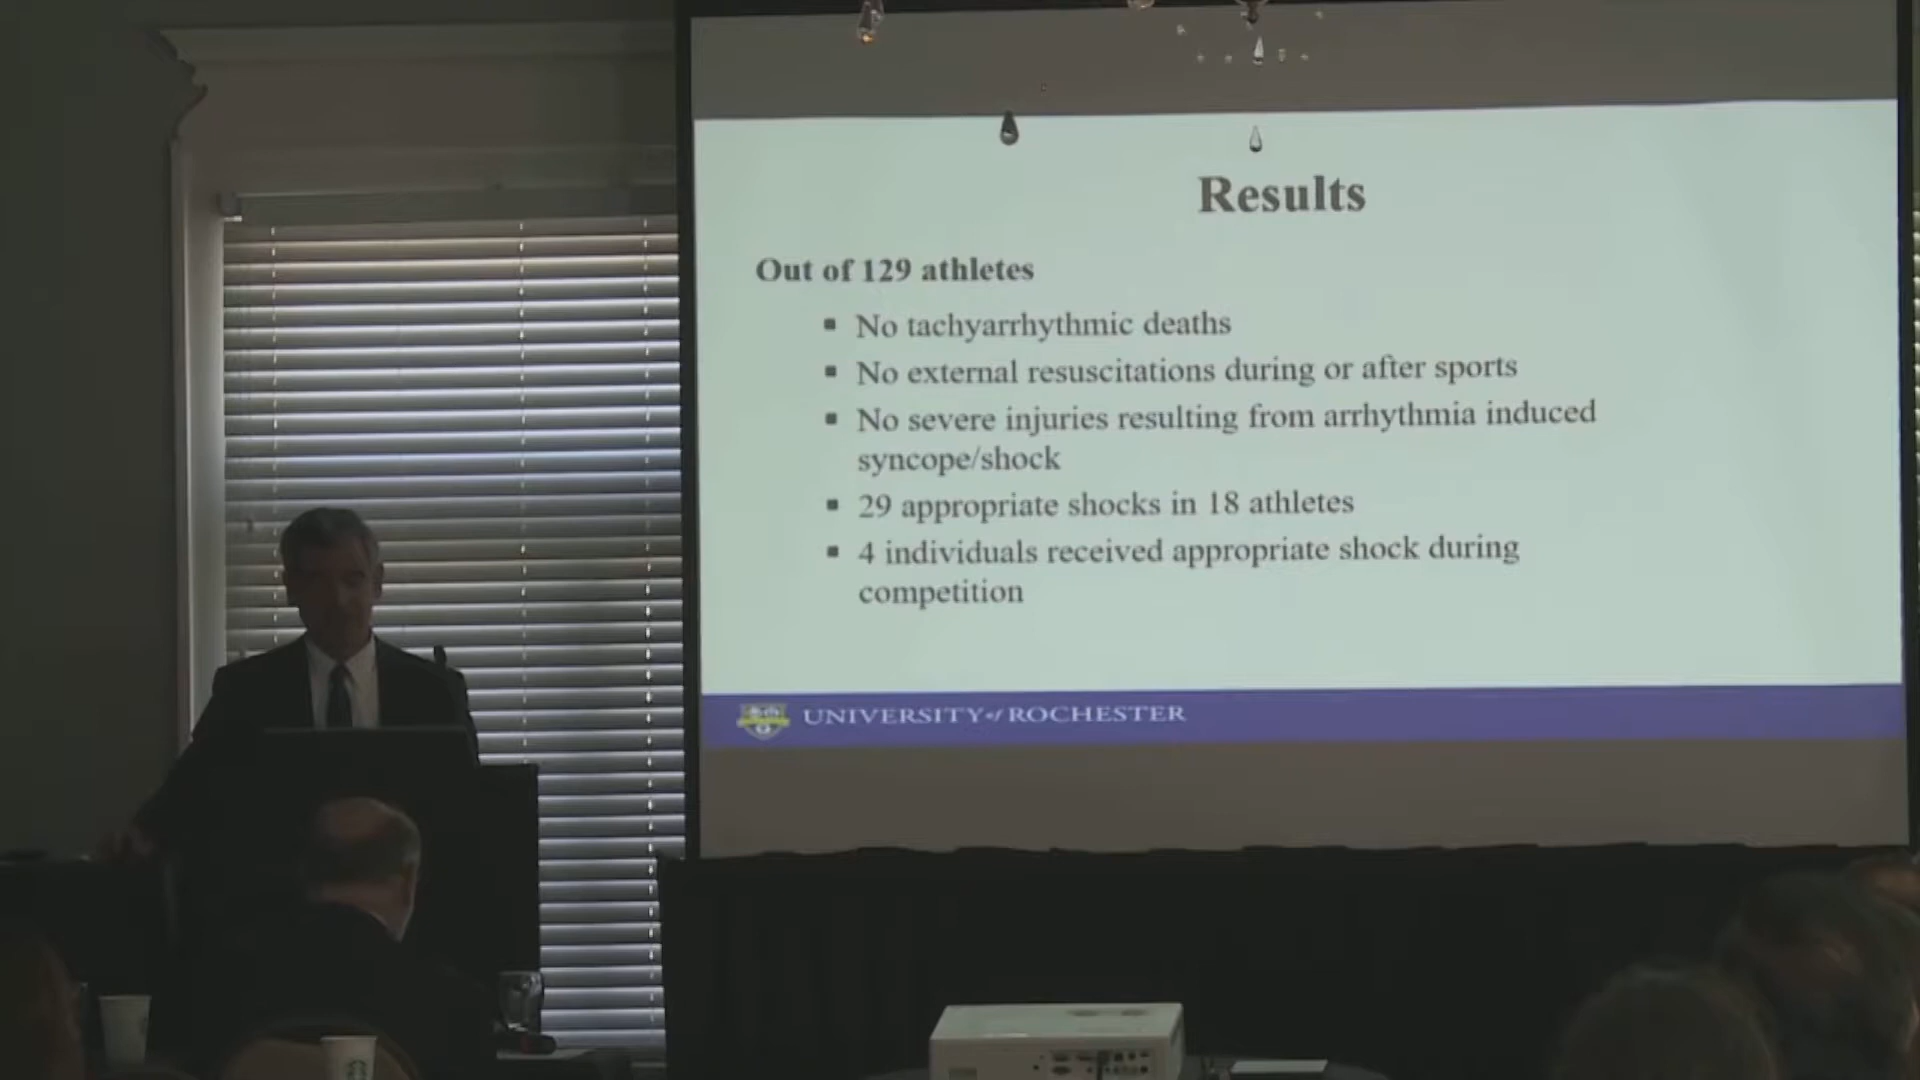 Results
Out of 129 athletes
▪ No tachyarrhythmic deaths
▪ No external resuscitations during or after sports
▪ No severe injuries resulting from arrhythmia induced
syncope/shock
▪ 29 appropriate shocks in 18 athletes
▪ 4 individuals received appropriate shock during
competition
UNIVERSITY of ROCHESTER